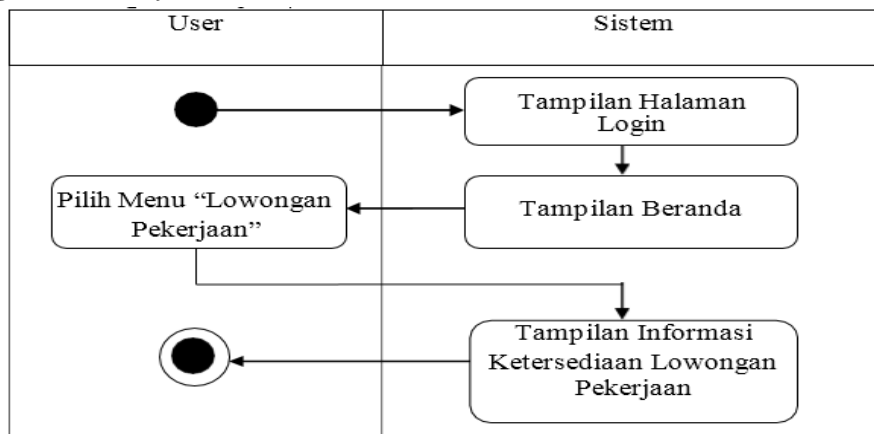 User
Sistem
Tampilan Halaman
Login
Tampilan Beranda
Pilih Menu “Lowongan
Pekerjaan”
Tampilan Informasi
Ketersediaan Lowongan
Pekerjaan